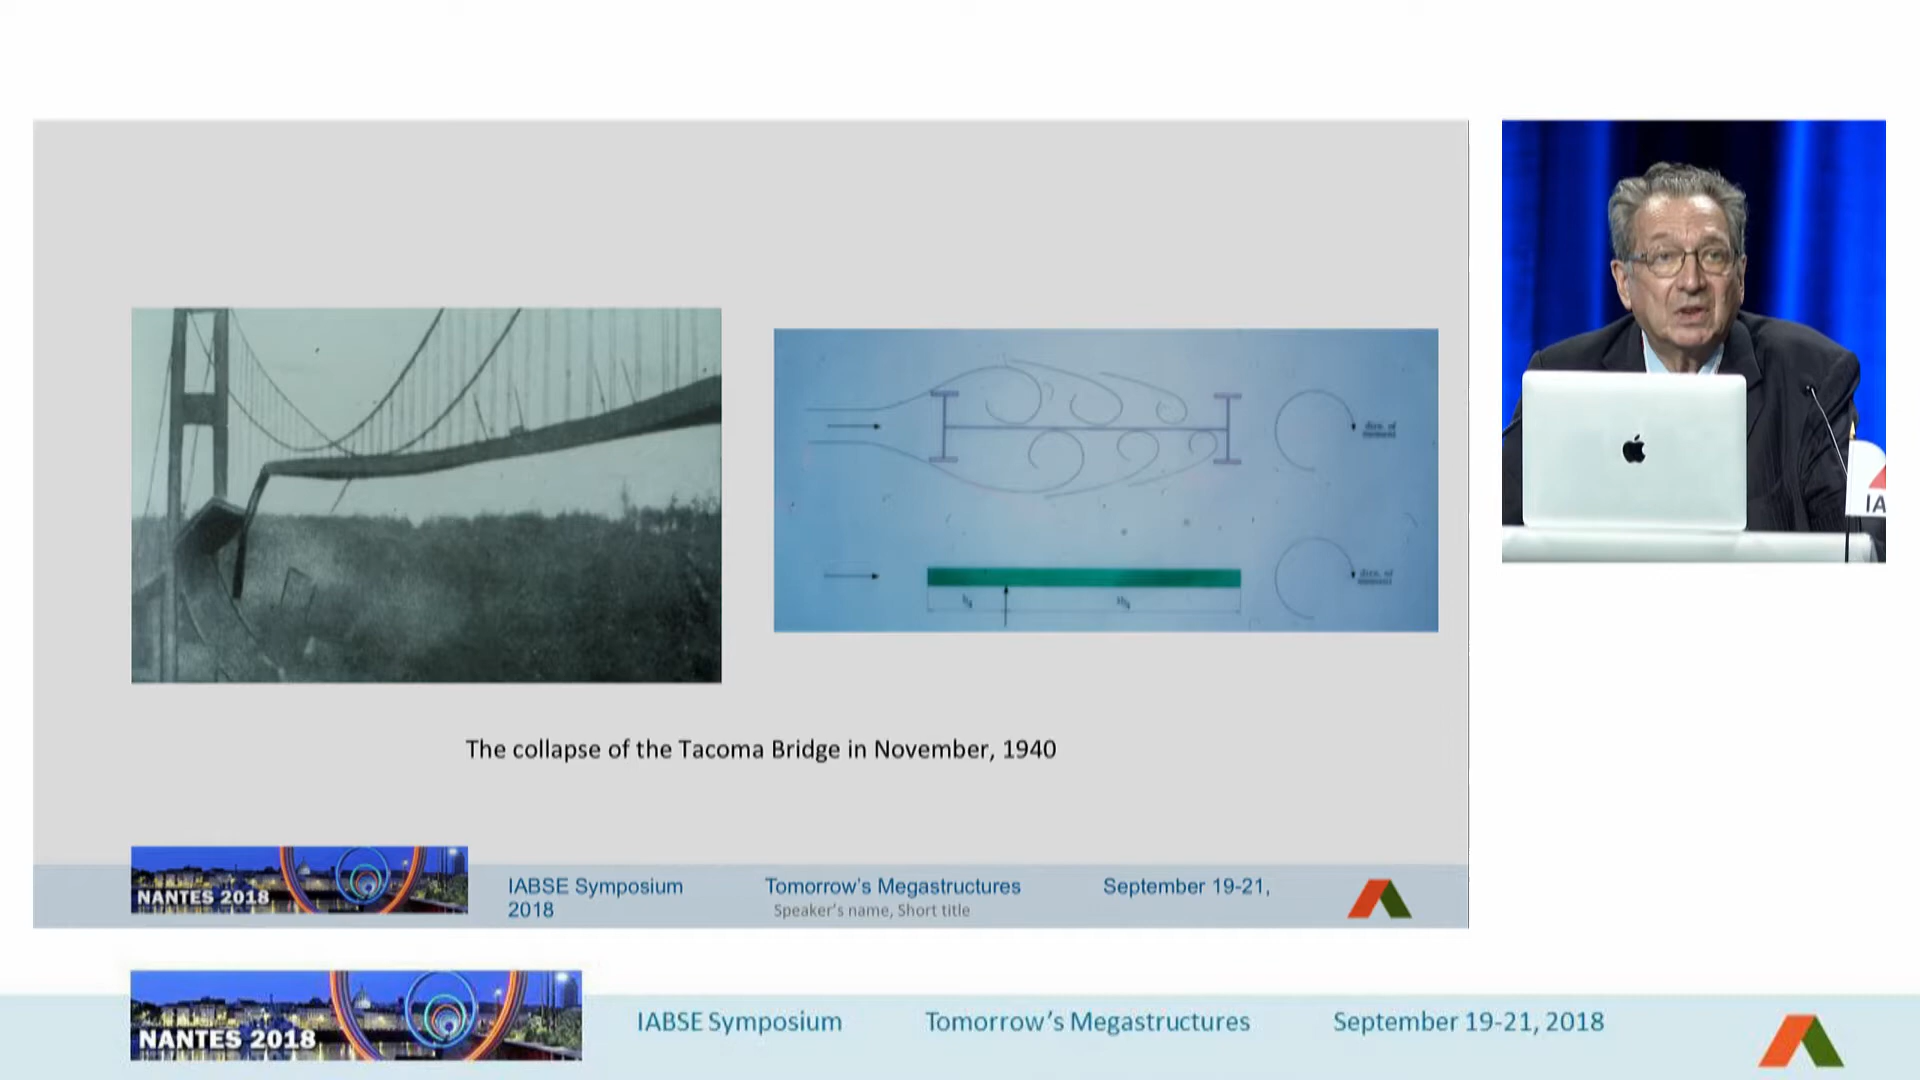 The collapse of the Tacoma Bridge in November, 1940
NANTES 2018
IABSE Symposium Tomorrow's Megastructures September 19-21,
2018
Speaker's name, Short title
IA
NANTES 2018
IABSE Symposium Tomorrow's Megastructures September 19-21, 2018